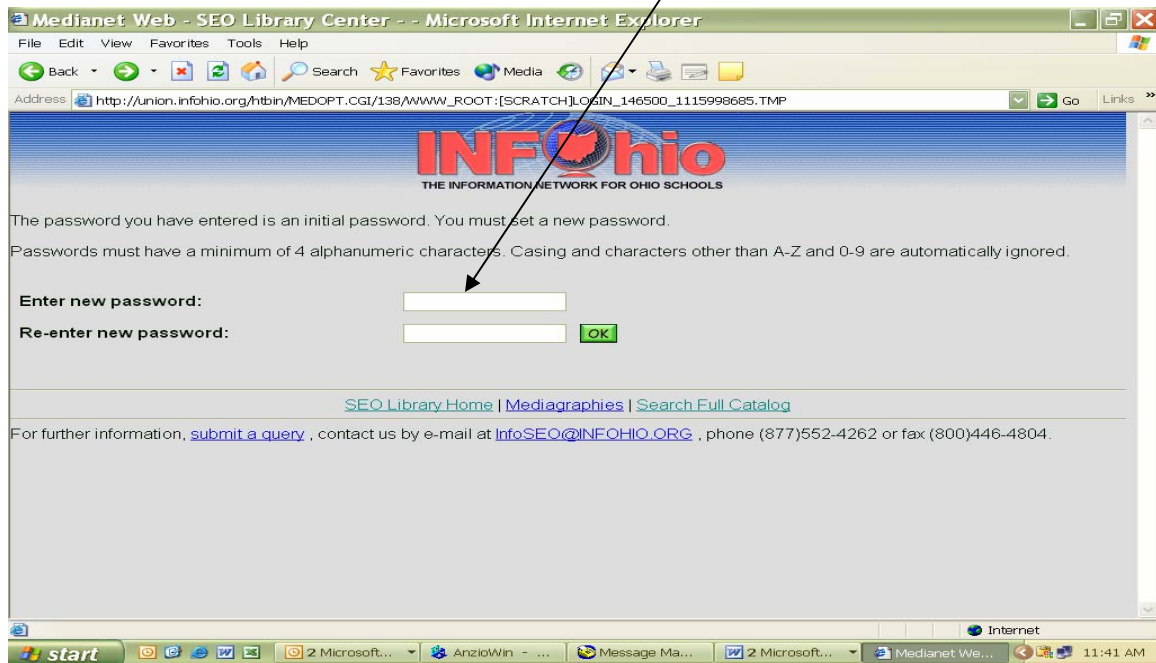 Medianet Web - SEO Library Center - - Microsoft Internet Explorer
File Edit View Favorites Tools Help
Back Search Favorites Media
Address http://union.infohio.org/htbin/MEDOPT.CGI/138/WWW_ROOT:[SCRATCH]LOGIN_146500_1115998685.TMP Go Links »
INFOhio
THE INFORMATION NETWORK FOR OHIO SCHOOLS
The password you have entered is an initial password. You must set a new password.
Passwords must have a minimum of 4 alphanumeric characters. Casing and characters other than A-Z and 0-9 are automatically ignored.
Enter new password:
Re-enter new password: OK
SEO Library Home | Mediagraphies | Search Full Catalog
For further information, submit a query , contact us by e-mail at InfoSEO@INFOHIO.ORG , phone (877)552-4262 or fax (800)446-4804.
Internet
start 2 Microsoft... AnzioWin - ... Message Ma... 2 Microsoft... Medianet We... 11:41 AM